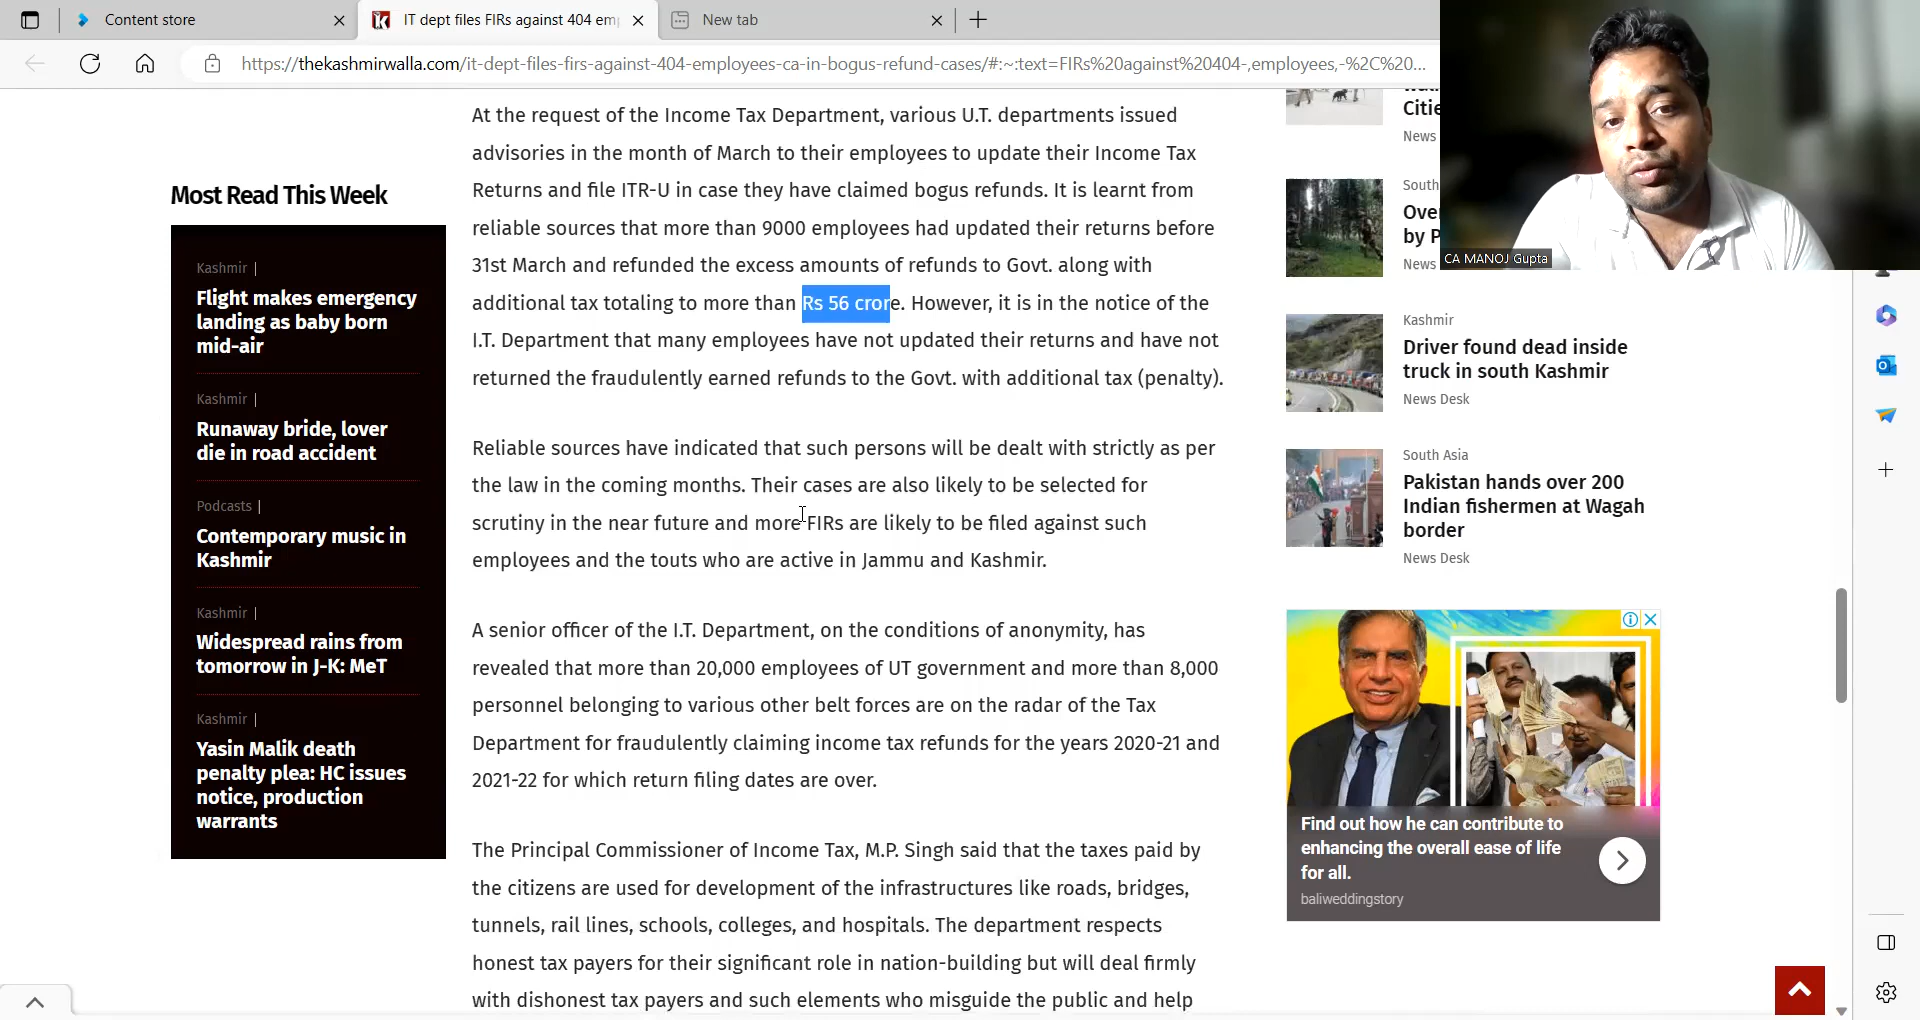 Content store
IT dept files FIRs against 404 em
New tab
https://thekashmirwalla.com/it-dept-files-firs-against-404-employees-ca-in-bogus-refund-cases/#:~:text=FIRs%20against%20404-,employees,-%2C%20...
At the request of the Income Tax Department, various U.T. departments issued
advisories in the month of March to their employees to update their Income Tax
Returns and file ITR-U in case they have claimed bogus refunds. It is learnt from
reliable sources that more than 9000 employees had updated their returns before
31st March and refunded the excess amounts of refunds to Govt. along with
additional tax totaling to more than Rs 56 crore. However, it is in the notice of the
I.T. Department that many employees have not updated their returns and have not
returned the fraudulently earned refunds to the Govt. with additional tax (penalty).
Reliable sources have indicated that such persons will be dealt with strictly as per
the law in the coming months. Their cases are also likely to be selected for
scrutiny in the near future and more FIRs are likely to be filed against such
employees and the touts who are active in Jammu and Kashmir.
A senior officer of the I.T. Department, on the conditions of anonymity, has
revealed that more than 20,000 employees of UT government and more than 8,000
personnel belonging to various other belt forces are on the radar of the Tax
Department for fraudulently claiming income tax refunds for the years 2020-21 and
2021-22 for which return filing dates are over.
The Principal Commissioner of Income Tax, M.P. Singh said that the taxes paid by
the citizens are used for development of the infrastructures like roads, bridges,
tunnels, rail lines, schools, colleges, and hospitals. The department respects
honest tax payers for their significant role in nation-building but will deal firmly
with dishonest tax payers and such elements who misguide the public and help
Most Read This Week
Kashmir |
Flight makes emergency
landing as baby born
mid-air
Kashmir |
Runaway bride, lover
die in road accident
Podcasts |
Contemporary music in
Kashmir
Kashmir |
Widespread rains from
tomorrow in J-K: MeT
Kashmir |
Yasin Malik death
penalty plea: HC issues
notice, production
warrants
Citie
News
South
Over
by P
News
CA MANOJ Gupta
Kashmir
Driver found dead inside
truck in south Kashmir
News Desk
South Asia
Pakistan hands over 200
Indian fishermen at Wagah
border
News Desk
Find out how he can contribute to
enhancing the overall ease of life
for all.
baliweddingstory